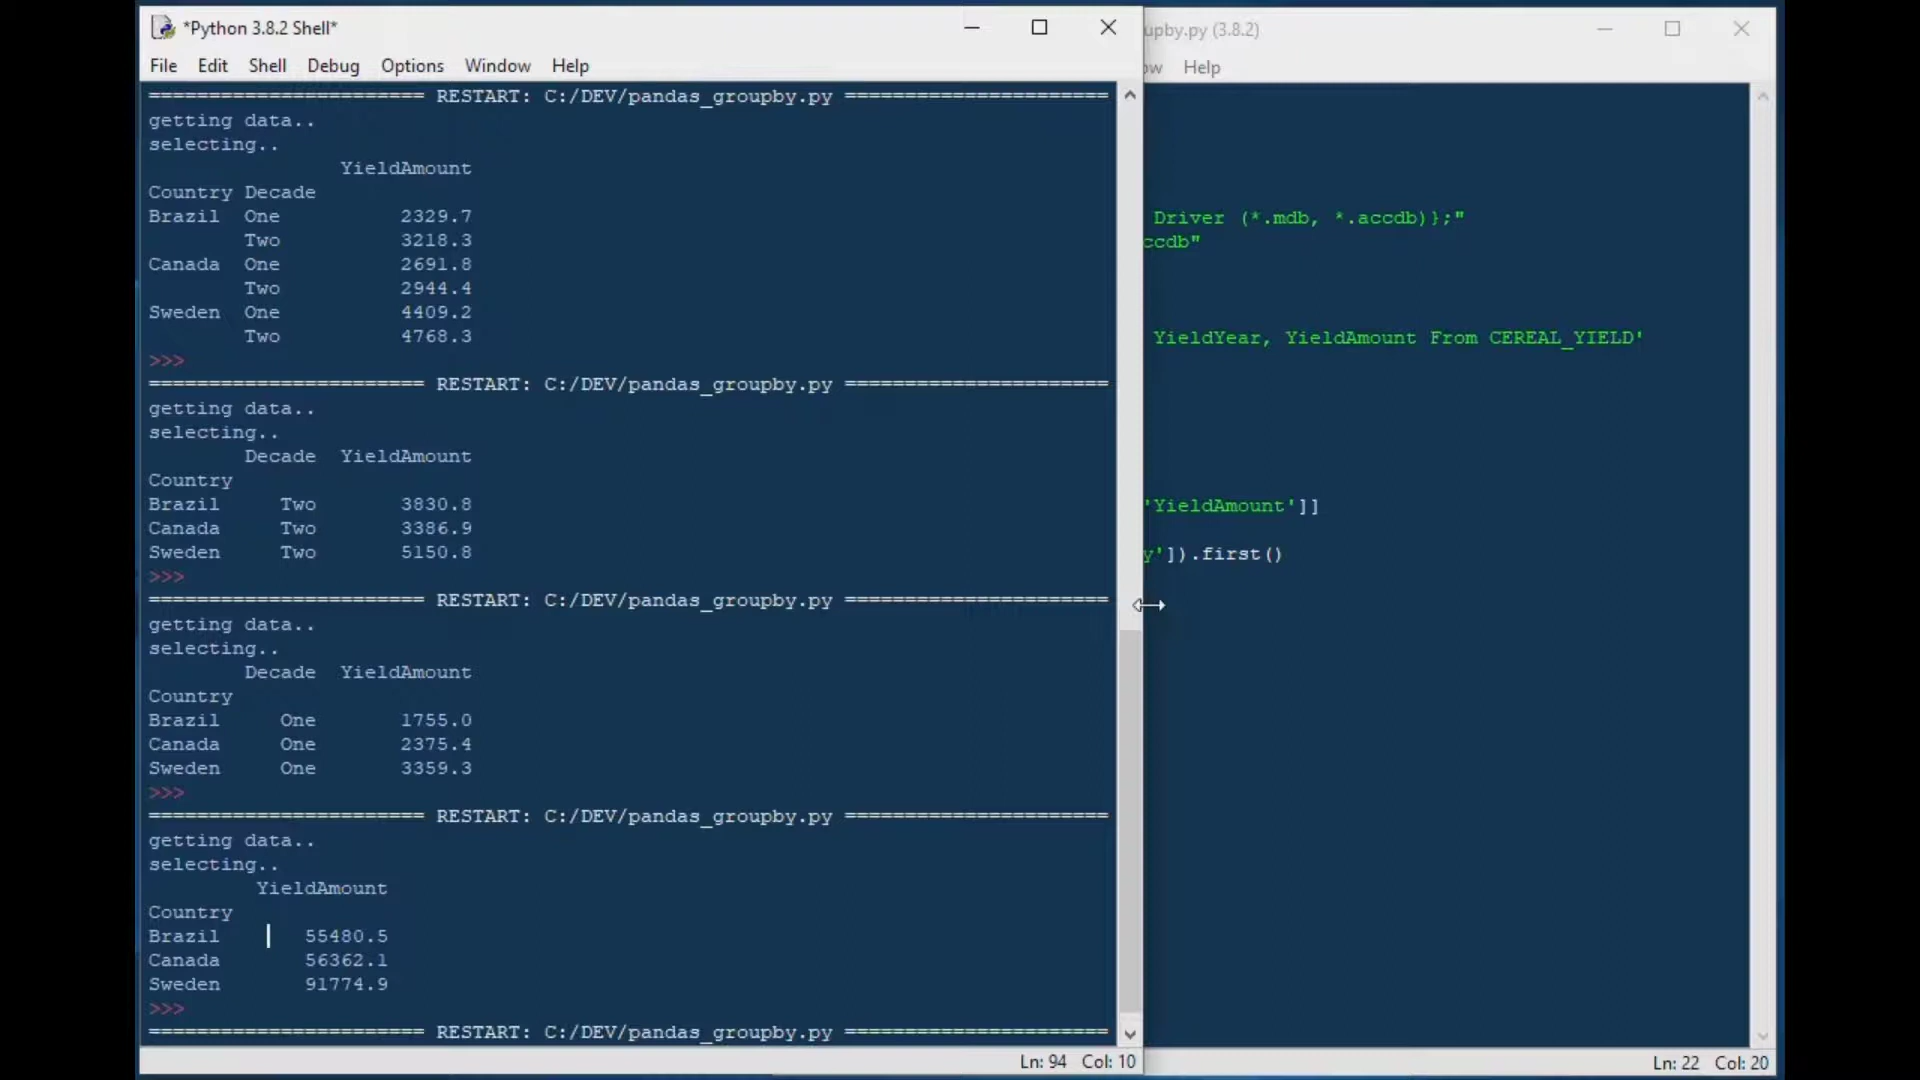 *Python 3.8.2 Shell*
File Edit Shell Debug Options Window Help
====================== RESTART: C:/DEV/pandas_groupby.py ======================
getting data..
selecting..
YieldAmount
Country Decade
Brazil One 2329.7
Two 3218.3
Canada One 2691.8
Two 2944.4
Sweden One 4409.2
Two 4768.3
>>>
====================== RESTART: C:/DEV/pandas_groupby.py ======================
getting data..
selecting..
Decade YieldAmount
Country
Brazil Two 3830.8
Canada Two 3386.9
Sweden Two 5150.8
>>>
====================== RESTART: C:/DEV/pandas_groupby.py ======================
getting data..
selecting..
Decade YieldAmount
Country
Brazil One 1755.0
Canada One 2375.4
Sweden One 3359.3
>>>
====================== RESTART: C:/DEV/pandas_groupby.py ======================
getting data..
selecting..
YieldAmount
Country
Brazil 55480.5
Canada 56362.1
Sweden 91774.9
>>>
====================== RESTART: C:/DEV/pandas_groupby.py ======================
Ln: 94 Col: 10
upby.py (3.8.2)
ow Help
Driver (*.mdb, *.accdb)};"
ccdb"
YieldYear, YieldAmount From CEREAL_YIELD'
'YieldAmount']]
y']).first()
Ln: 22 Col: 20